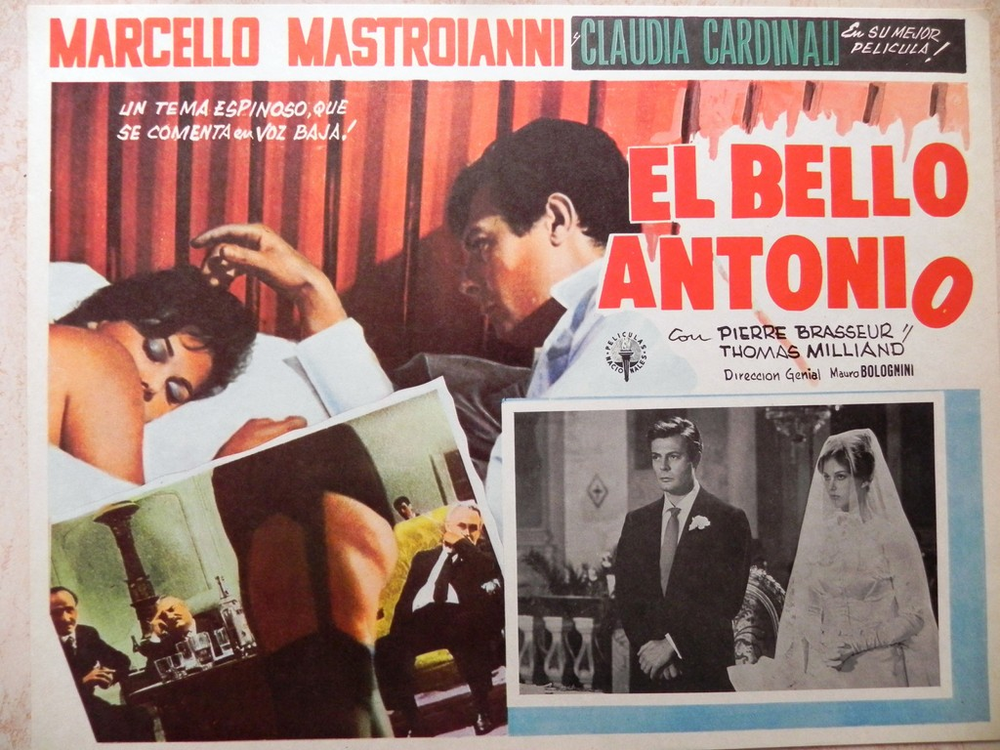 MARCELLO MASTROIANNI y CLAUDIA CARDINALI En SU MEJOR
PELICULA!
UN TEMA ESPINOSO, QUE
SE COMENTA en VOZ BAJA!
EL BELLO
ANTONIO
Con PIERRE BRASSEUR y
THOMAS MILLIAND
Direccion Genial Mauro BOLOGNINI
PELICULAS
NACIONALES